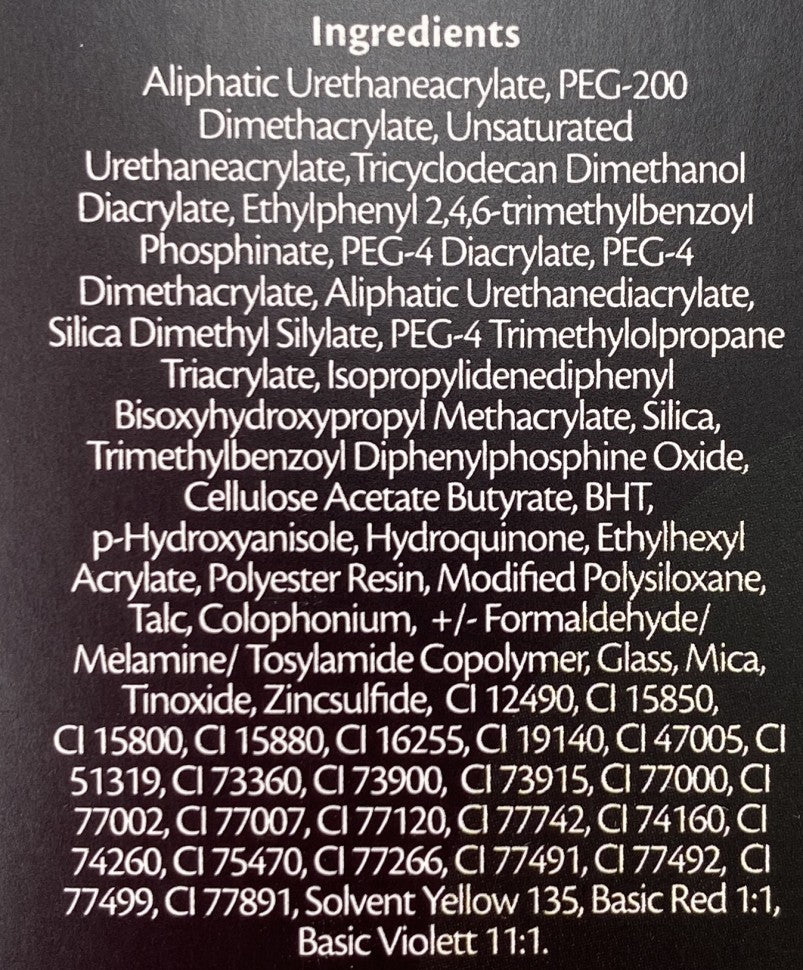 Ingredients
Aliphatic Urethaneacrylate, PEG-200
Dimethacrylate, Unsaturated
Urethaneacrylate,Tricyclodecan Dimethanol
Diacrylate, Ethylphenyl 2,4,6-trimethylbenzoyl
Phosphinate, PEG-4 Diacrylate, PEG-4
Dimethacrylate, Aliphatic Urethanediacrylate,
Silica Dimethyl Silylate, PEG-4 Trimethylolpropane
Triacrylate, Isopropylidenediphenyl
Bisoxyhydroxypropyl Methacrylate, Silica,
Trimethylbenzoyl Diphenylphosphine Oxide,
Cellulose Acetate Butyrate, BHT,
p-Hydroxyanisole, Hydroquinone, Ethylhexyl
Acrylate, Polyester Resin, Modified Polysiloxane,
Talc, Colophonium, +/- Formaldehyde/
Melamine/ Tosylamide Copolymer, Glass, Mica,
Tinoxide, Zincsulfide, CI 12490, CI 15850,
CI 15800, CI 15880, CI 16255, CI 19140, CI 47005, CI
51319, CI 73360, CI 73900, CI 73915, CI 77000, CI
77002, CI 77007, CI 77120, CI 77742, CI 74160, CI
74260, CI 75470, CI 77266, CI 77491, CI 77492, CI
77499, CI 77891, Solvent Yellow 135, Basic Red 1:1,
Basic Violett 11:1.